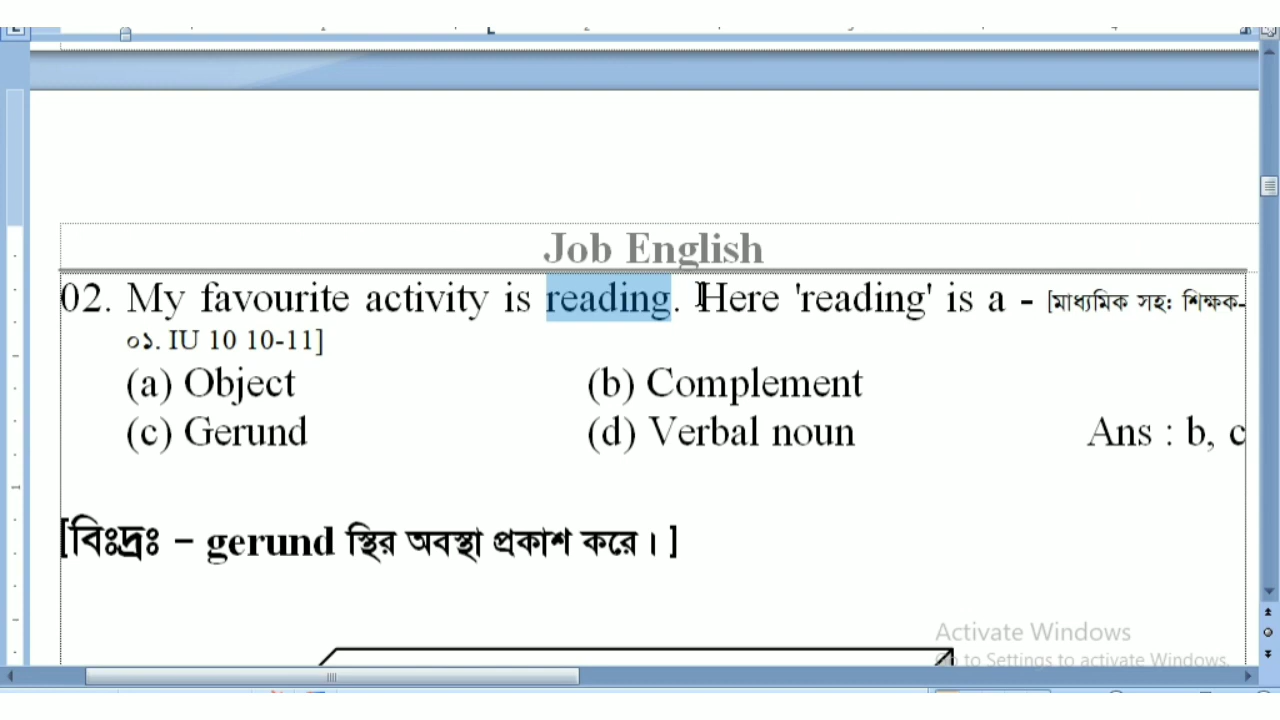 Job English
02. My favourite activity is reading. Here 'reading' is a - [মাধ্যমিক সহঃ শিক্ষক-
০১. IU 10 10-11]
(a) Object (b) Complement
(c) Gerund (d) Verbal noun Ans : b, c
[বিঃদ্রঃ – gerund স্থির অবস্থা প্রকাশ করে। ]
Activate Windows
Go to Settings to activate Windows.